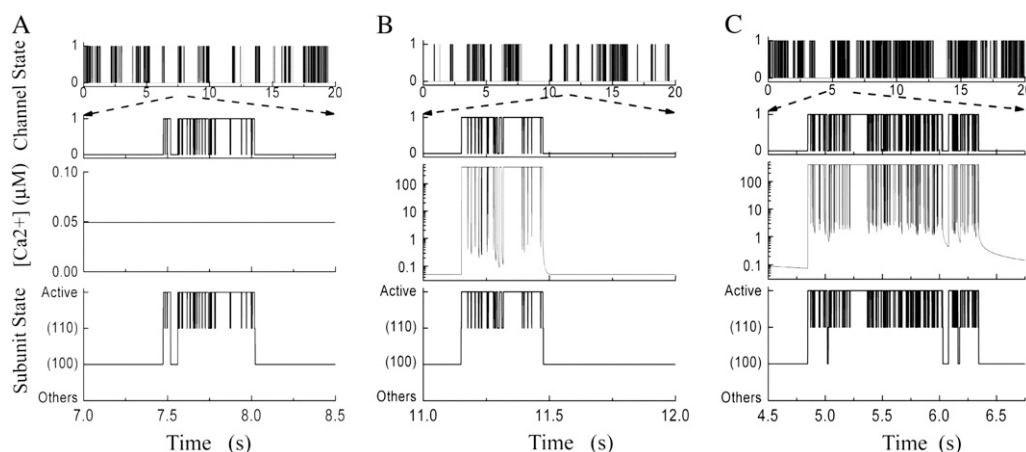 A
B
C
Channel State
1
0
0 5 10 15 20
1
0
0 5 10 15 20
1
0
0 5 10 15 20
1
0
1
0
1
0
[Ca2+] (μM)
0.10
0.05
0.00
100
10
1
0.1
100
10
1
0.1
Subunit State
Active
(110)
(100)
Others
Active
(110)
(100)
Others
Active
(110)
(100)
Others
7.0 7.5 8.0 8.5
11.0 11.5 12.0
4.5 5.0 5.5 6.0 6.5
Time (s)
Time (s)
Time (s)